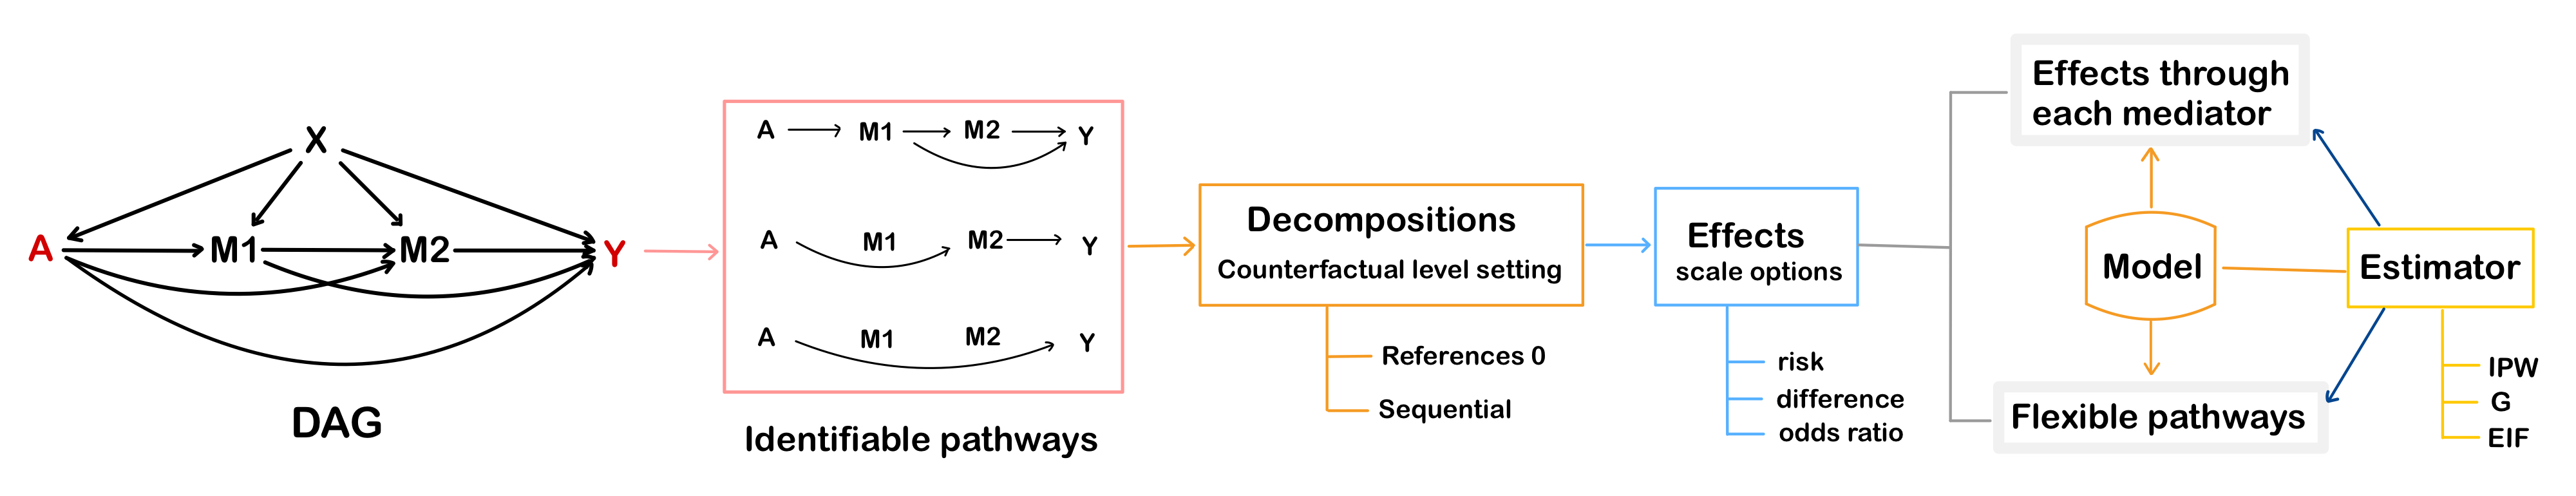 X
A
M1
M2
Y
DAG
A
M1
M2
Y
A
M1
M2
Y
A
M1
M2
Y
Identifiable pathways
Decompositions
Counterfactual level setting
References 0
Sequential
Effects
scale options
risk
difference
odds ratio
Effects through
each mediator
Model
Flexible pathways
Estimator
IPW
G
EIF